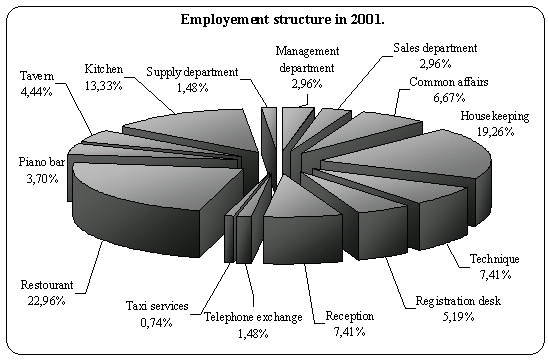 Employement structure in 2001.
Management
department
2,96%
Sales department
2,96%
Common affairs
6,67%
Housekeeping
19,26%
Technique
7,41%
Registration desk
5,19%
Reception
7,41%
Telephone exchange
1,48%
Taxi services
0,74%
Restourant
22,96%
Piano bar
3,70%
Tavern
4,44%
Kitchen
13,33%
Supply department
1,48%